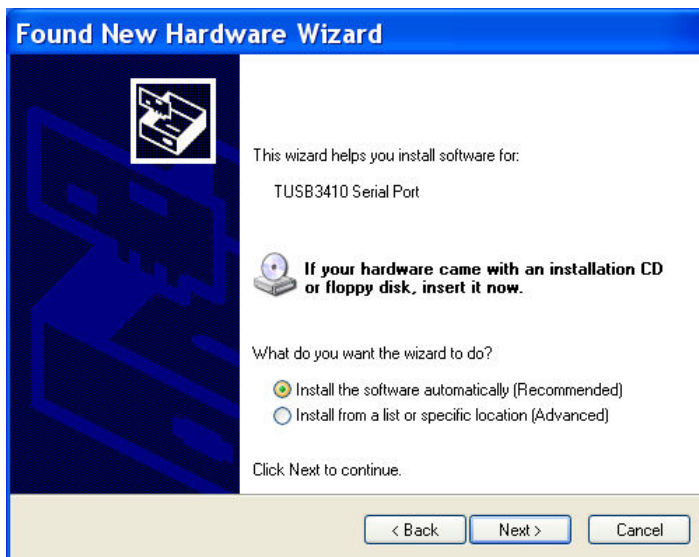 Found New Hardware Wizard
This wizard helps you install software for:
TUSB3410 Serial Port
If your hardware came with an installation CD
or floppy disk, insert it now.
What do you want the wizard to do?
Install the software automatically (Recommended)
Install from a list or specific location (Advanced)
Click Next to continue.
< Back Next > Cancel